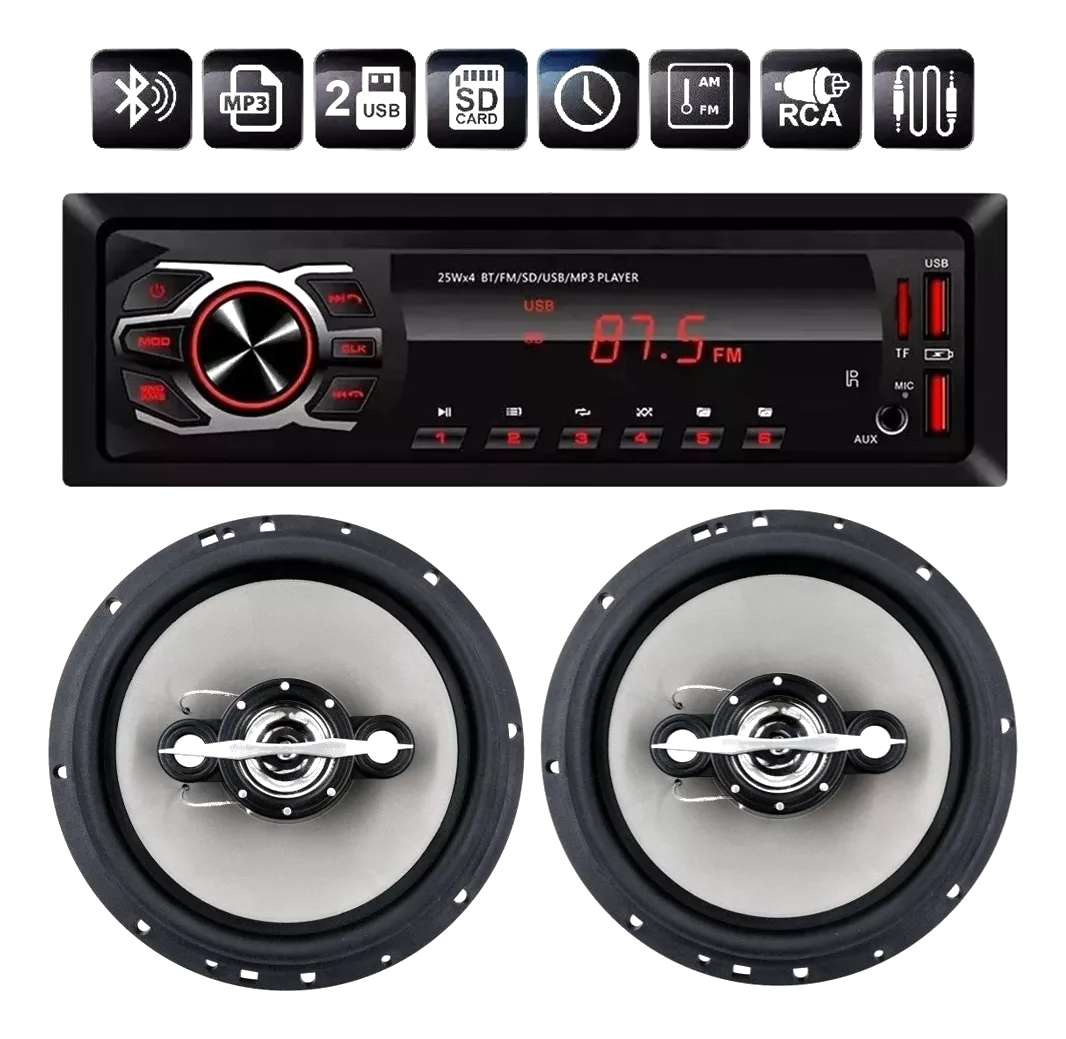 MP3
2 USB
SD
CARD
AM
FM
RCA
25Wx4 BT/FM/SD/USB/MP3 PLAYER
USB
USB
SD
87.5 FM
MOD
CLK
TF
MIC
AUX
1 2 3 4 5 6